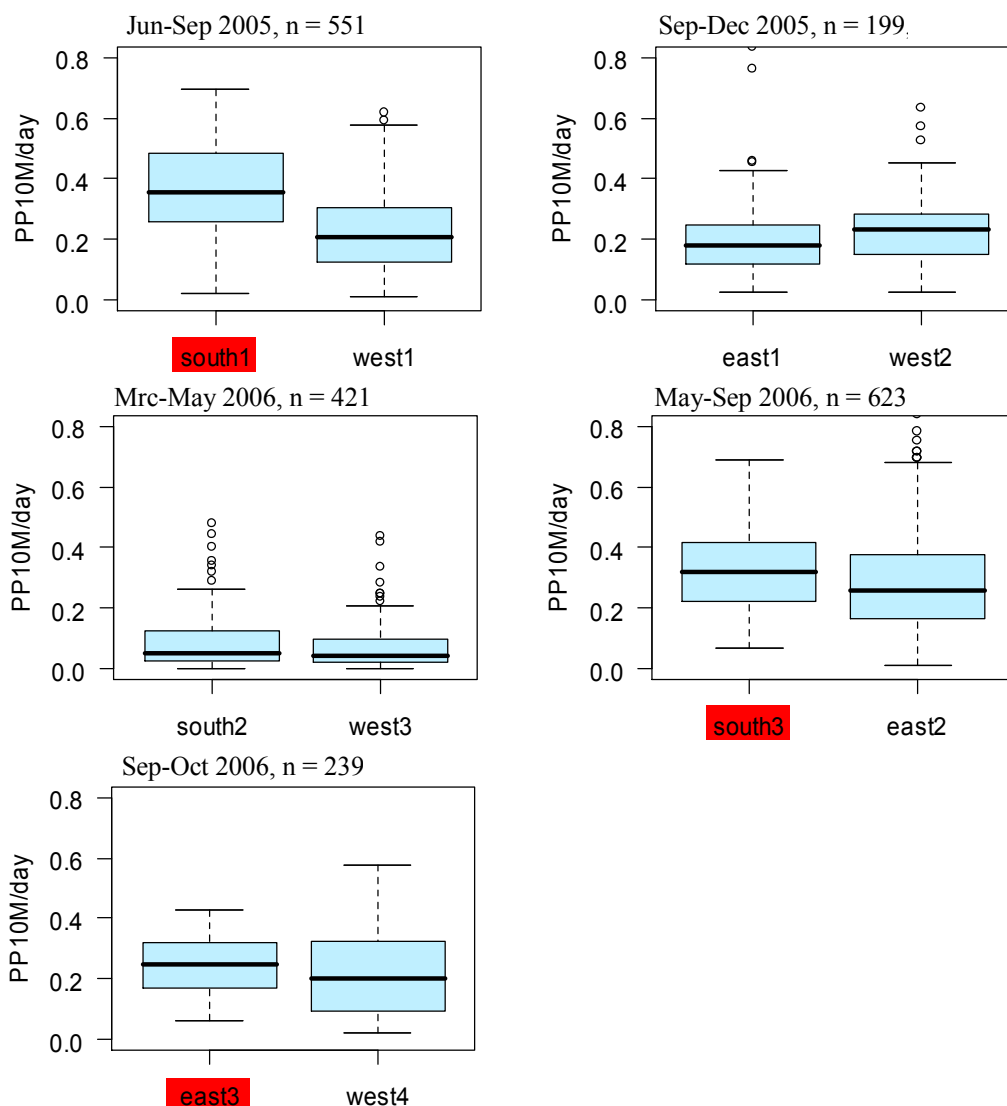 Jun-Sep 2005, n = 551
PP10M/day
0.8
0.6
0.4
0.2
0.0
south1 west1
Sep-Dec 2005, n = 199.
PP10M/day
0.8
0.6
0.4
0.2
0.0
east1 west2
Mrc-May 2006, n = 421
PP10M/day
0.8
0.6
0.4
0.2
0.0
south2 west3
May-Sep 2006, n = 623
PP10M/day
0.8
0.6
0.4
0.2
0.0
south3 east2
Sep-Oct 2006, n = 239
PP10M/day
0.8
0.6
0.4
0.2
0.0
east3 west4